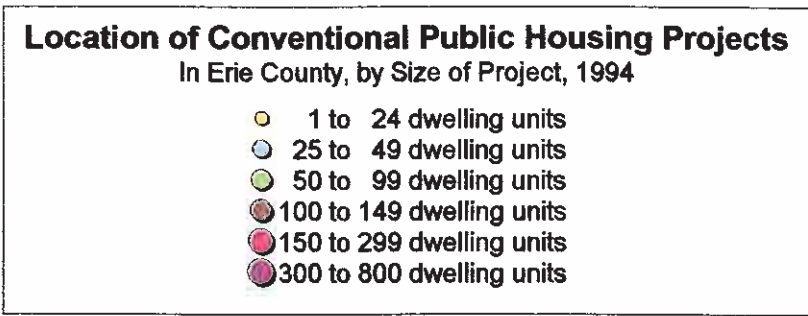 Location of Conventional Public Housing Projects
In Erie County, by Size of Project, 1994
1 to 24 dwelling units
25 to 49 dwelling units
50 to 99 dwelling units
100 to 149 dwelling units
150 to 299 dwelling units
300 to 800 dwelling units